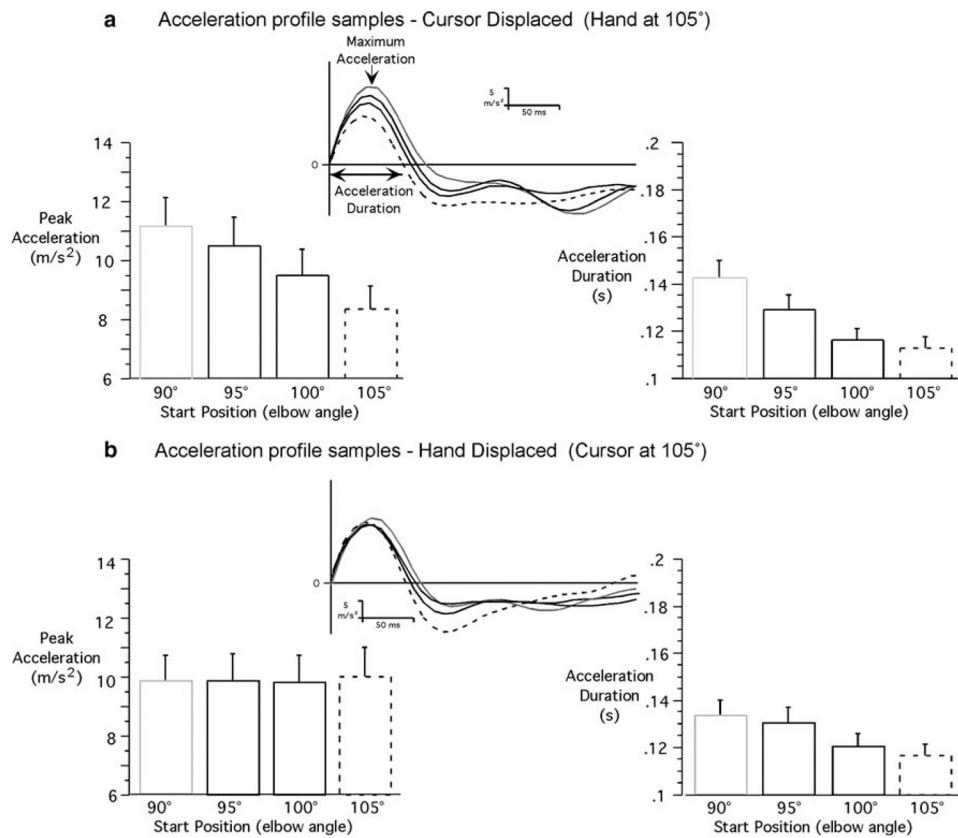 a Acceleration profile samples - Cursor Displaced (Hand at 105˚)
Maximum
Acceleration
5
m/s²
50 ms
0
Acceleration
Duration
14
12
10
8
6
Peak
Acceleration
(m/s²)
90° 95° 100° 105°
Start Position (elbow angle)
.2
.18
.16
.14
.12
.1
Acceleration
Duration
(s)
90° 95° 100° 105°
Start Position (elbow angle)
b Acceleration profile samples - Hand Displaced (Cursor at 105˚)
0
5
m/s²
50 ms
14
12
10
8
6
Peak
Acceleration
(m/s²)
90° 95° 100° 105°
Start Position (elbow angle)
.2
.18
.16
.14
.12
.1
Acceleration
Duration
(s)
90° 95° 100° 105°
Start Position (elbow angle)